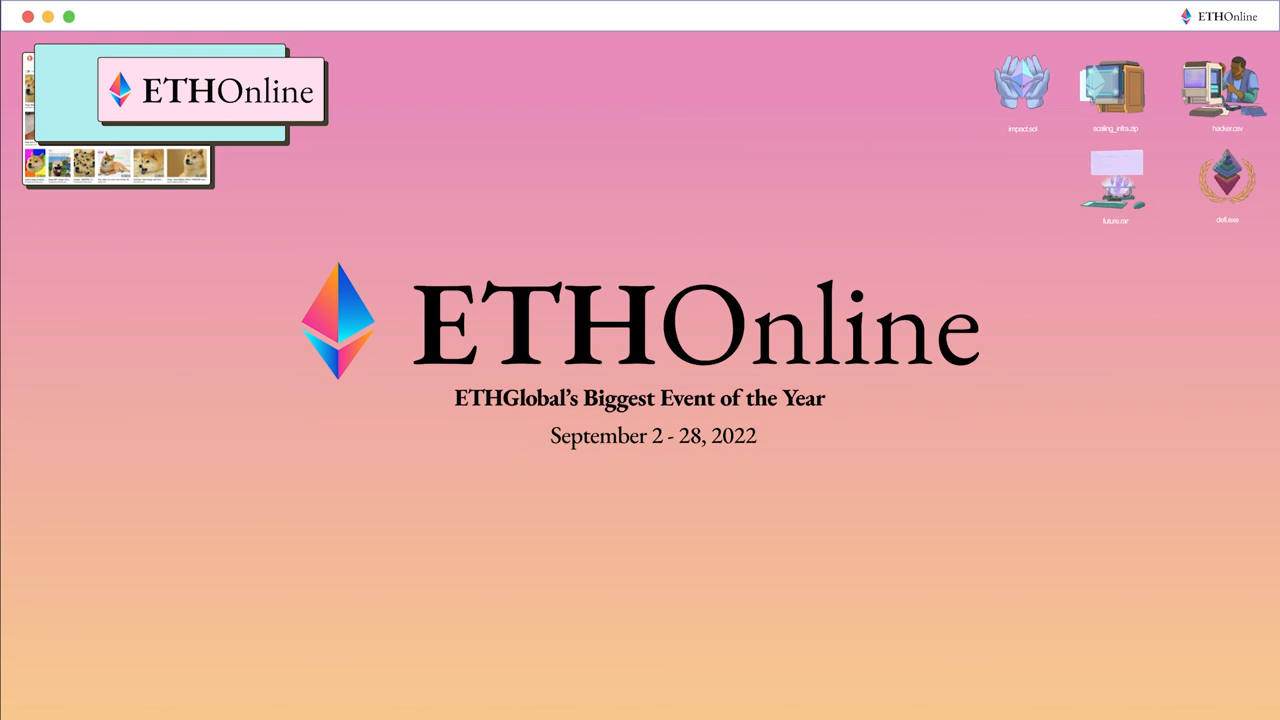 ETHOnline
ETHOnline
impact.sol
scaling_infra.zip
hacker.csv
future.rar
defi.exe
ETHOnline
ETHGlobal’s Biggest Event of the Year
September 2 - 28, 2022